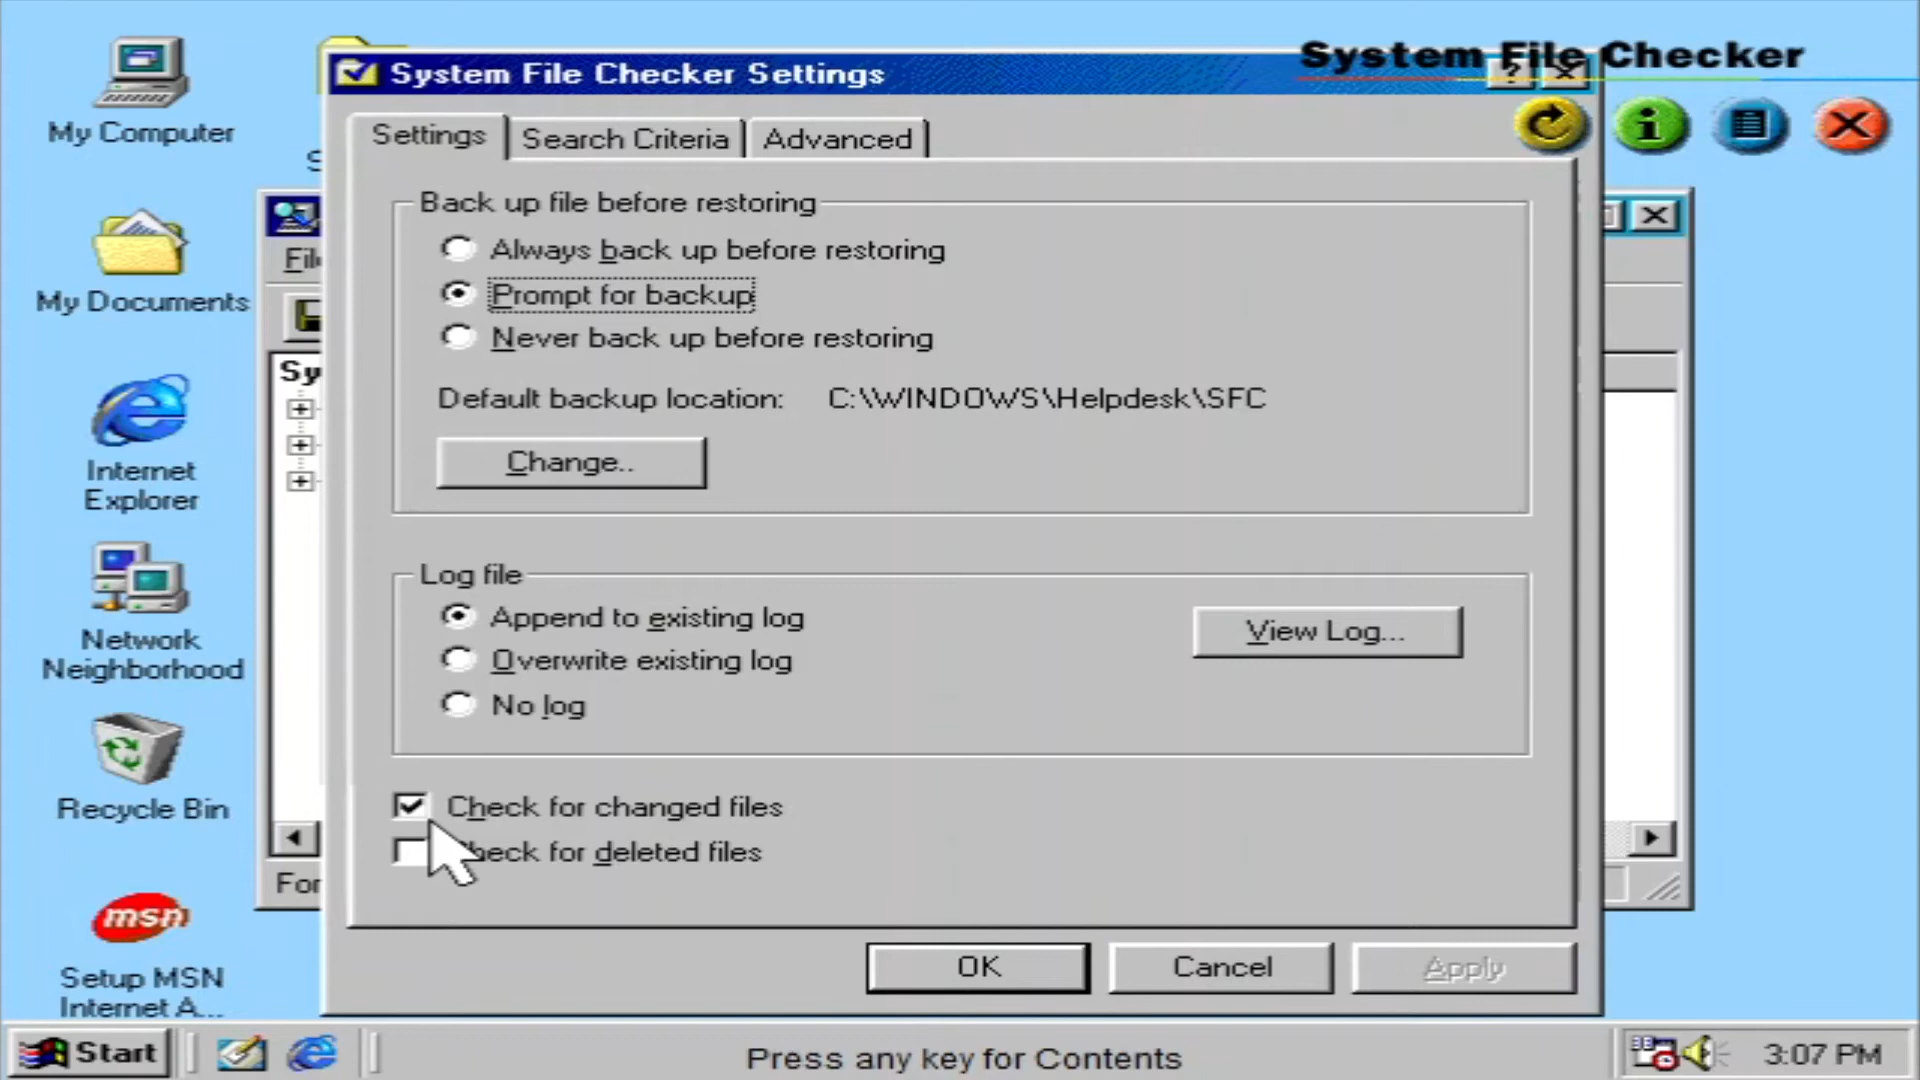 System File Checker
System File Checker Settings
Settings
Search Criteria
Advanced
Back up file before restoring
Always back up before restoring
Prompt for backup
Never back up before restoring
Default backup location: C:\WINDOWS\Helpdesk\SFC
Change..
Log file
Append to existing log
View Log...
Overwrite existing log
No log
Check for changed files
heck for deleted files
OK
Cancel
Apply
My Computer
My Documents
Internet
Explorer
Network
Neighborhood
Recycle Bin
msn
Setup MSN
Internet A...
S
Fil
Sy
For
Start
Press any key for Contents
3:07 PM